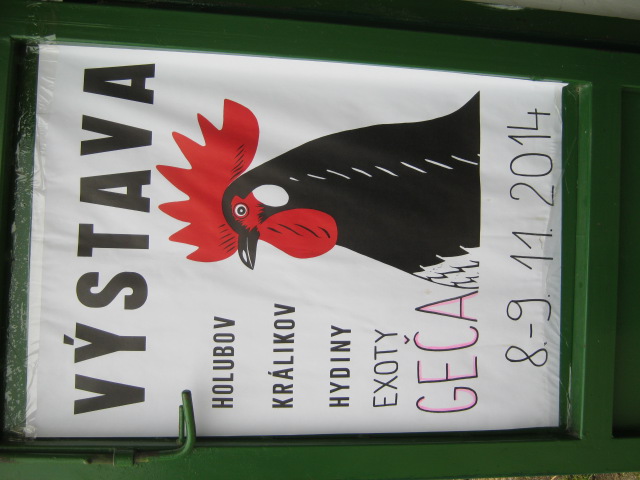 VÝSTAVA
HOLUBOV
KRÁLIKOV
HYDINY
EXOTY
GEČA
8.-9. 11. 2014